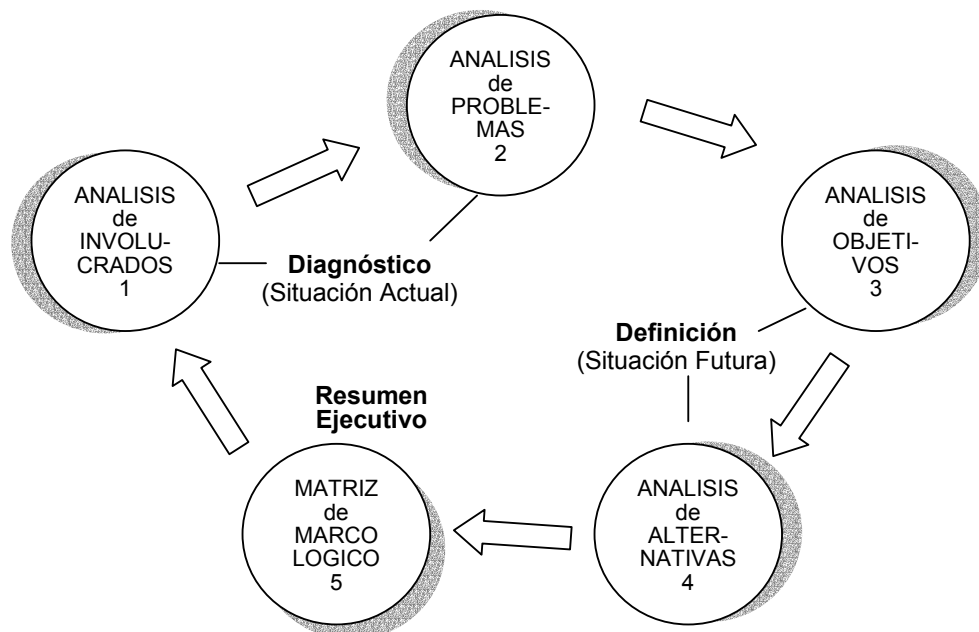 ANALISIS
de
PROBLE-
MAS
2
ANALISIS
de
INVOLU-
CRADOS
1
ANALISIS
de
OBJETI-
VOS
3
Diagnóstico
(Situación Actual)
Definición
(Situación Futura)
Resumen
Ejecutivo
MATRIZ
de
MARCO
LOGICO
5
ANALISIS
de
ALTER-
NATIVAS
4